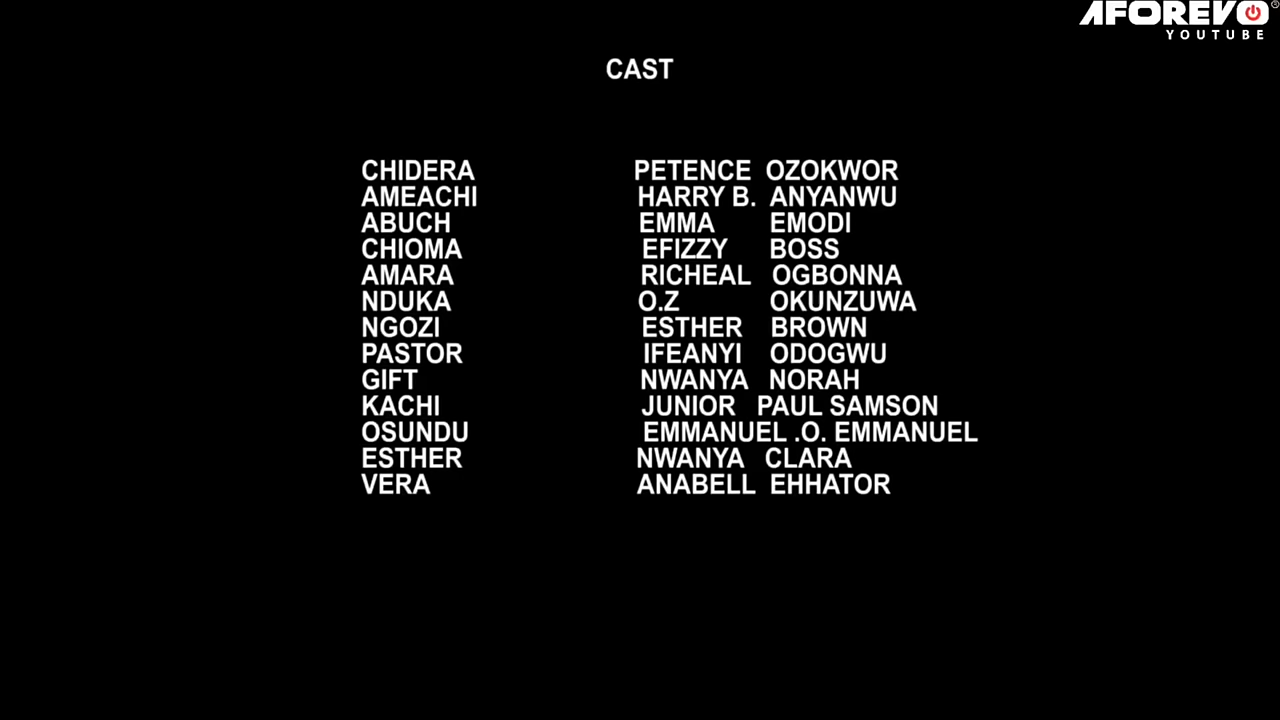 AFOREVO
YOUTUBE
CAST
CHIDERA PETENCE OZOKWOR
AMEACHI HARRY B. ANYANWU
ABUCH EMMA EMODI
CHIOMA EFIZZY BOSS
AMARA RICHEAL OGBONNA
NDUKA O.Z OKUNZUWA
NGOZI ESTHER BROWN
PASTOR IFEANYI ODOGWU
GIFT NWANYA NORAH
KACHI JUNIOR PAUL SAMSON
OSUNDU EMMANUEL .O. EMMANUEL
ESTHER NWANYA CLARA
VERA ANABELL EHHATOR